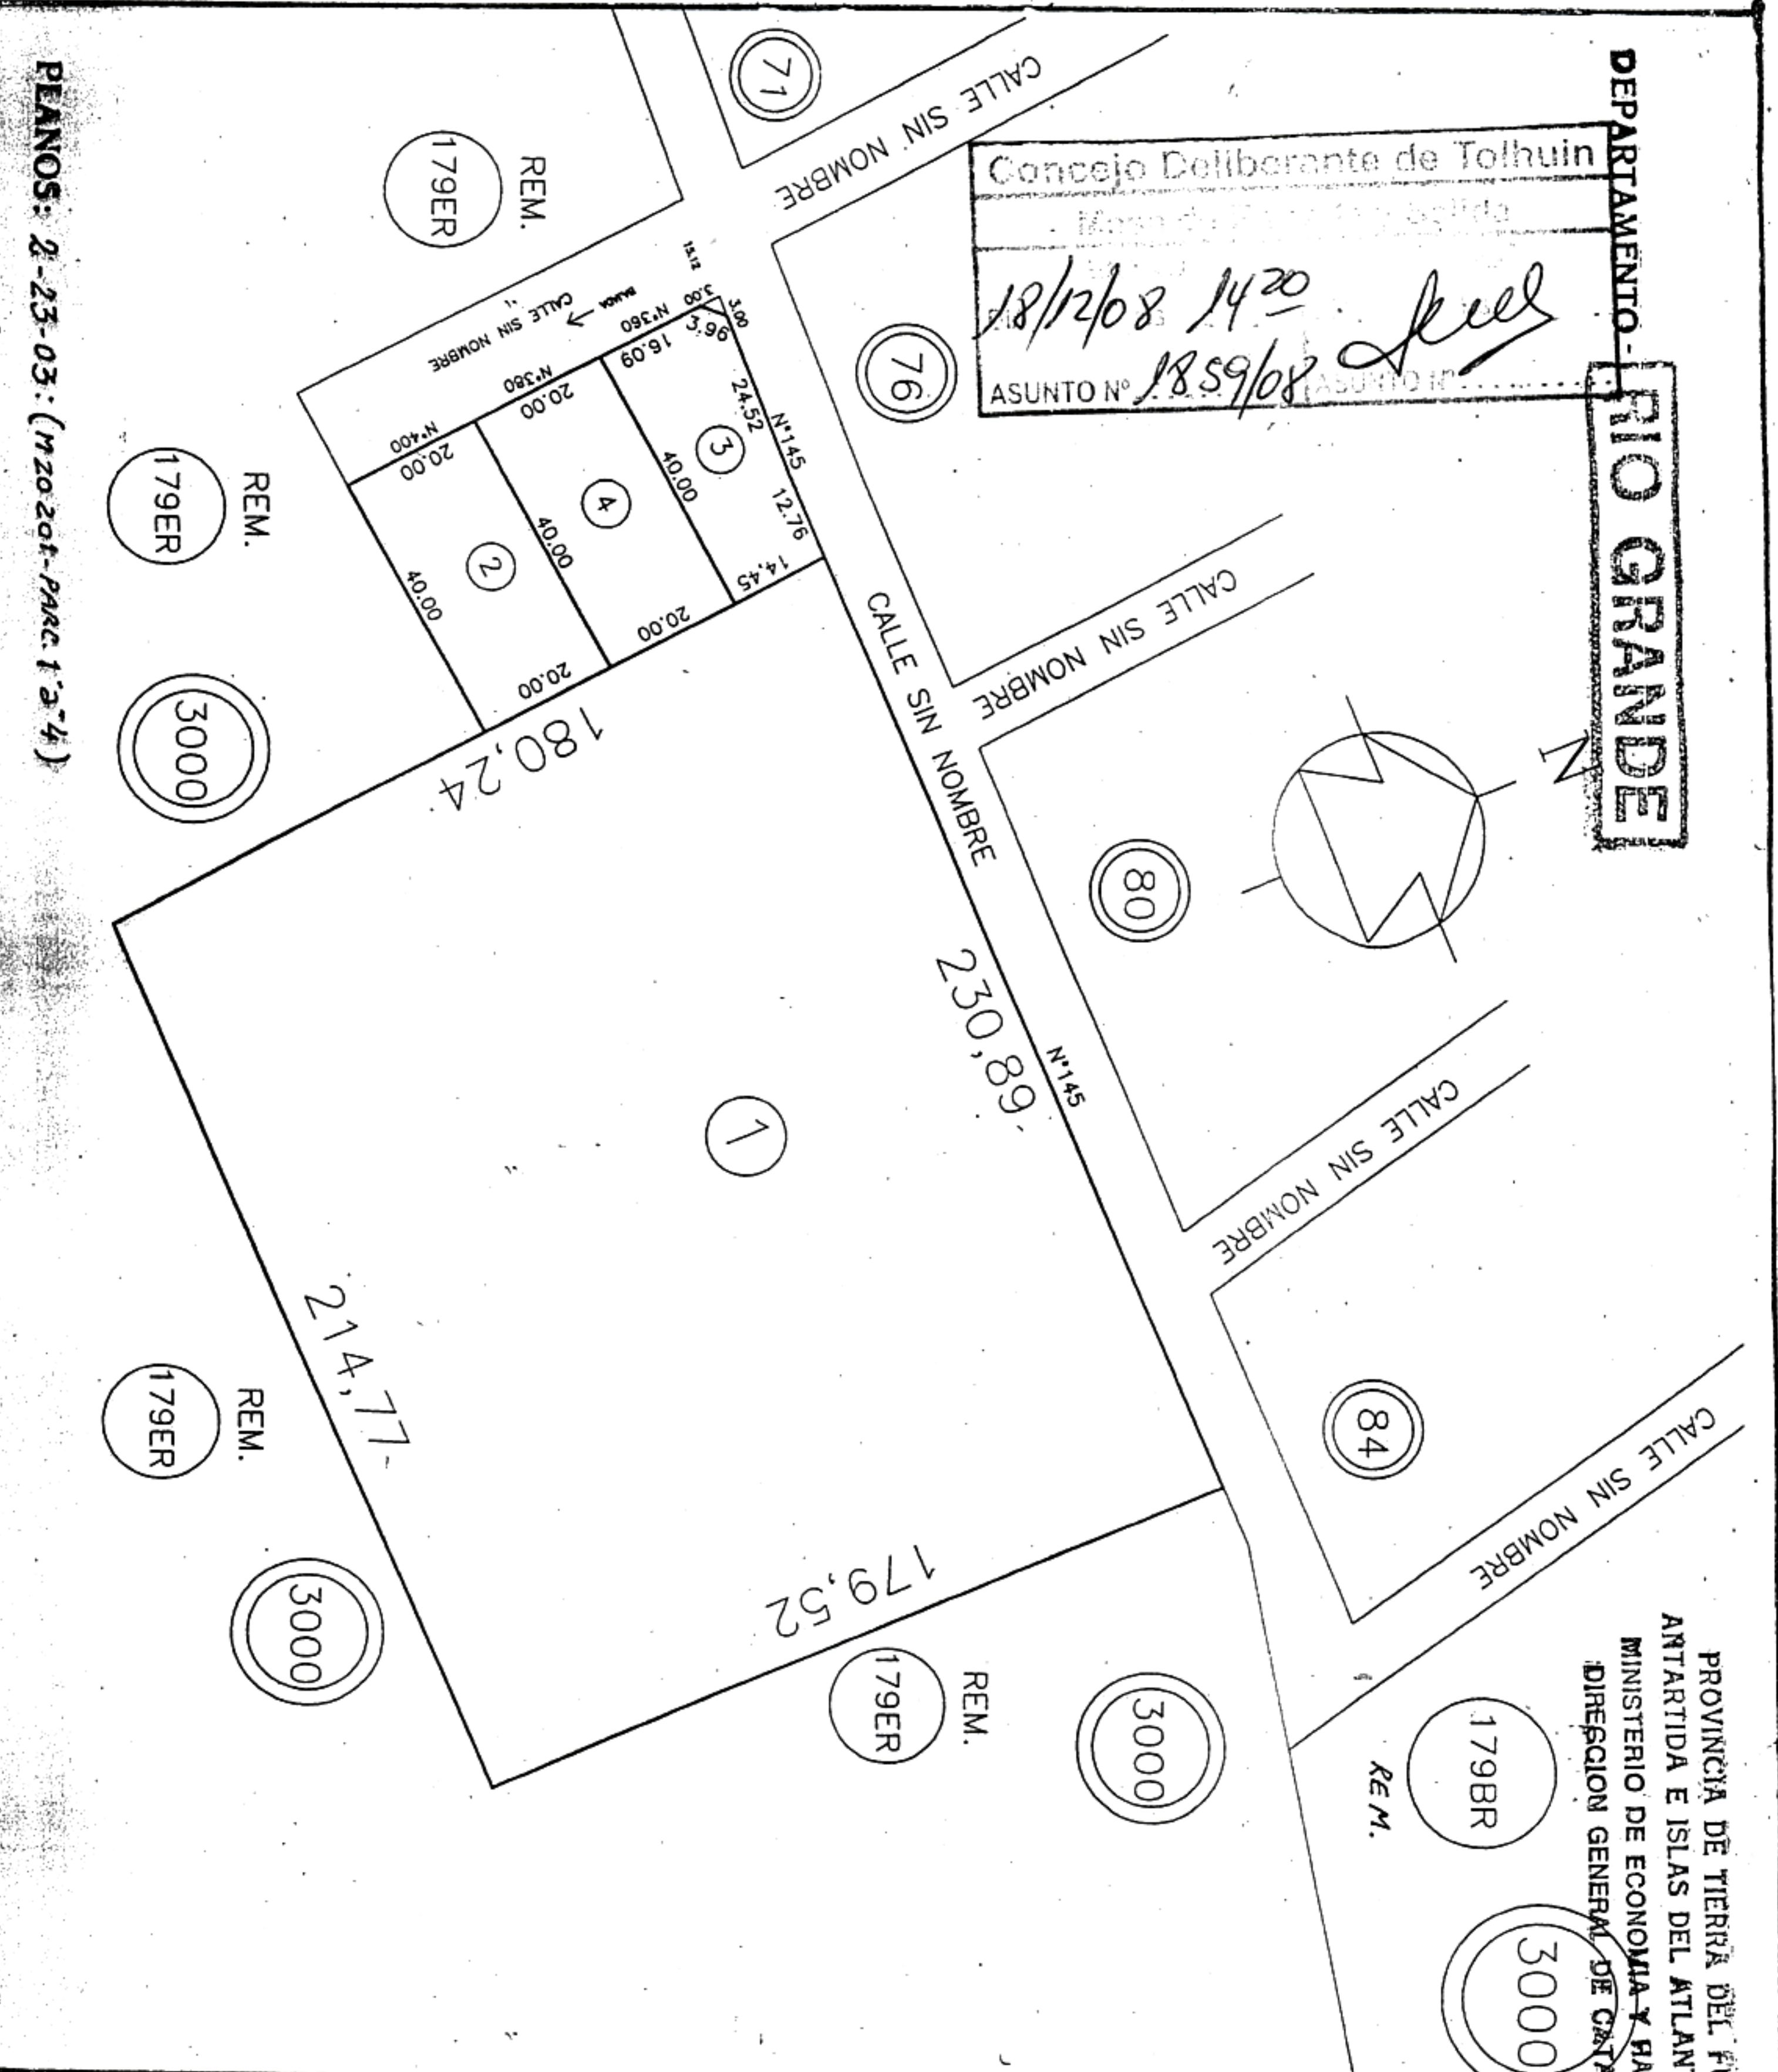 DEPARTAMENTO - RIO GRANDE
PROVINCIA DE TIERRA DEL
ANTARTIDA E ISLAS DEL ATLAN
MINISTERIO DE ECONOMIA Y HA
DIRECCION GENERAL DE CATA
Concejo Deliberante de Tolhuin
18/12/08 14 20
ASUNTO Nº 1859/08
71
CALLE SIN NOMBRE
76
CALLE SIN NOMBRE
80
N
CALLE SIN NOMBRE
84
CALLE SIN NOMBRE
179BR
REM.
3000
3000
REM.
179ER
REM.
179ER
15.12
3.00
3.00
3.96
BAJADA
CALLE SIN NOMBRE
Nº360
16.09
Nº380
20.00
Nº400
20.00
24.52
Nº145
12.76
3
40.00
14,45
4
40.00
20.00
2
40.00
20.00
CALLE SIN NOMBRE
230,89
Nº145
180,24
1
214,77
179,52
REM.
179ER
3000
REM.
179ER
3000
PLANOS: 2-23-03: